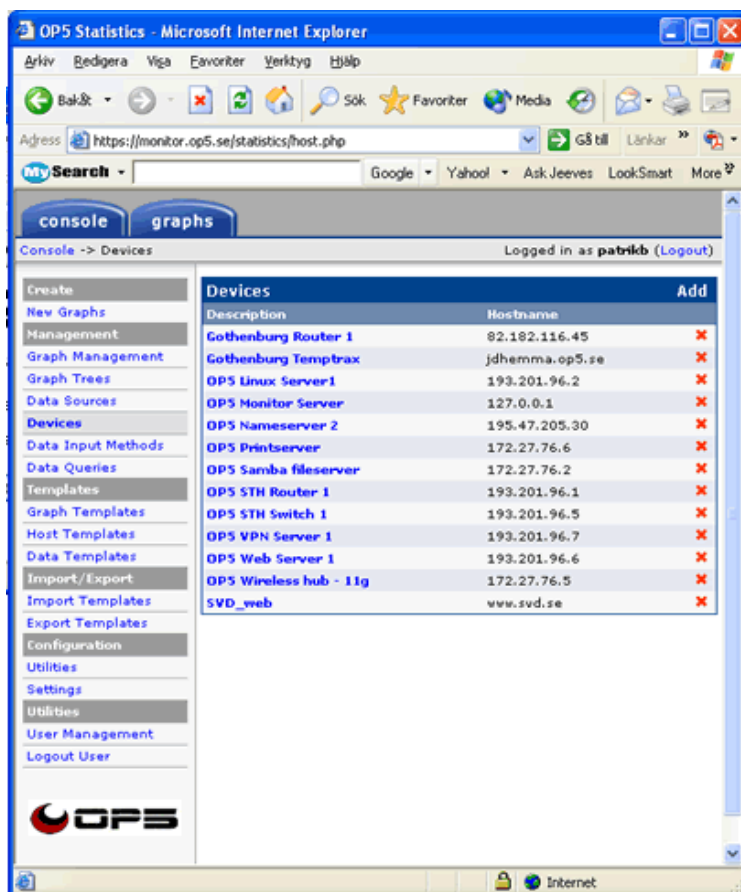 OP5 Statistics - Microsoft Internet Explorer
Arkiv Redigera Visa Favoriter Verktyg Hjälp
Bakåt Sök Favoriter Media
Adress https://monitor.op5.se/statistics/host.php Gå till Länkar »
My Search Google Yahoo! Ask Jeeves LookSmart More »
console graphs
Console -> Devices Logged in as patrikb (Logout)
Create
New Graphs
Management
Graph Management
Graph Trees
Data Sources
Devices
Data Input Methods
Data Queries
Templates
Graph Templates
Host Templates
Data Templates
Import/Export
Import Templates
Export Templates
Configuration
Utilities
Settings
Utilities
User Management
Logout User
OP5
Devices Add
Description Hostname
Gothenburg Router 1 82.182.116.45
Gothenburg Temptrax jdhemma.op5.se
OP5 Linux Server1 193.201.96.2
OP5 Monitor Server 127.0.0.1
OP5 Nameserver 2 195.47.205.30
OP5 Printserver 172.27.76.6
OP5 Samba fileserver 172.27.76.2
OP5 STH Router 1 193.201.96.1
OP5 STH Switch 1 193.201.96.5
OP5 VPN Server 1 193.201.96.7
OP5 Web Server 1 193.201.96.6
OP5 Wireless hub - 11g 172.27.76.5
SVD_web www.svd.se
Internet